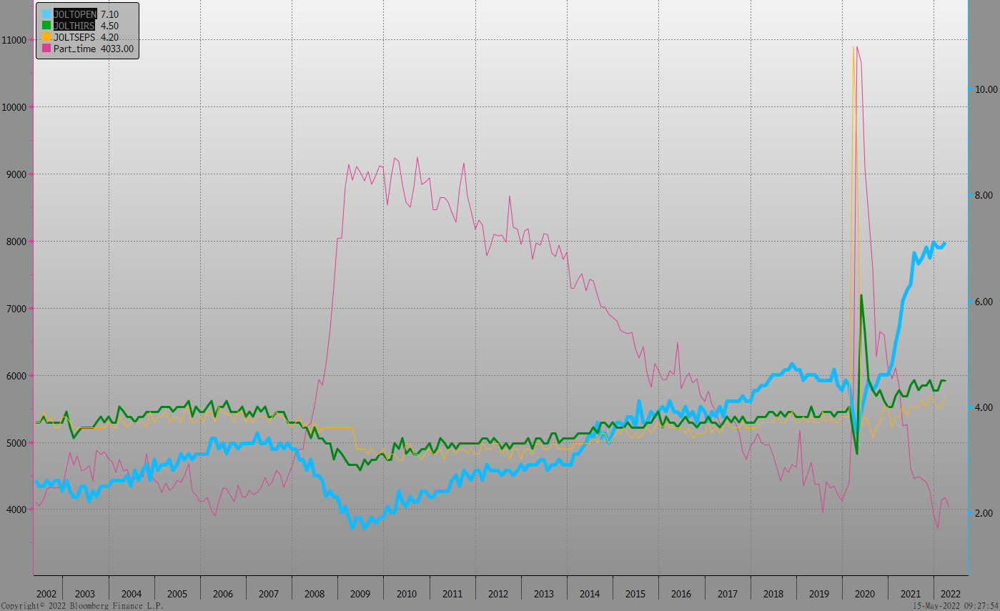 JOLTOPEN 7.10
JOLTHIRS 4.50
JOLTSEPS 4.20
Part_time 4033.00
11000
10000
9000
8000
7000
6000
5000
4000
10.00
8.00
6.00
4.00
2.00
2002 2003 2004 2005 2006 2007 2008 2009 2010 2011 2012 2013 2014 2015 2016 2017 2018 2019 2020 2021 2022
Copyright© 2022 Bloomberg Finance L.P. 15-May-2022 09:27:54